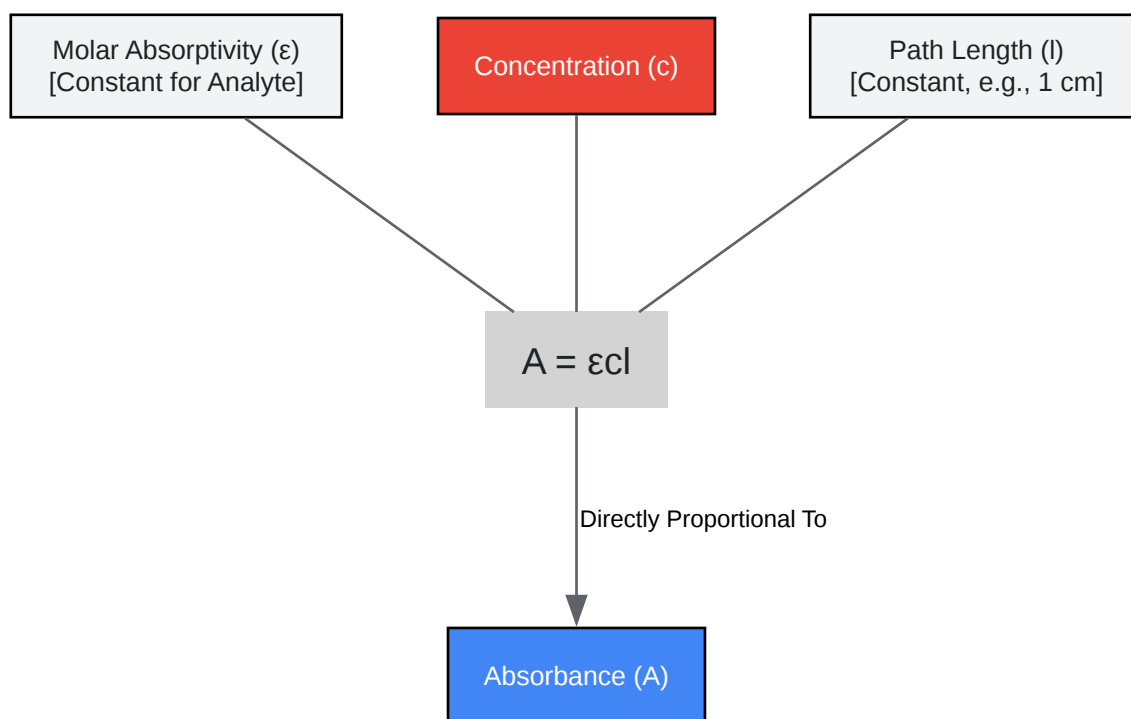 Molar Absorptivity (ε)
[Constant for Analyte]
Concentration (c)
Path Length (l)
[Constant, e.g., 1 cm]
A = εcl
Directly Proportional To
Absorbance (A)